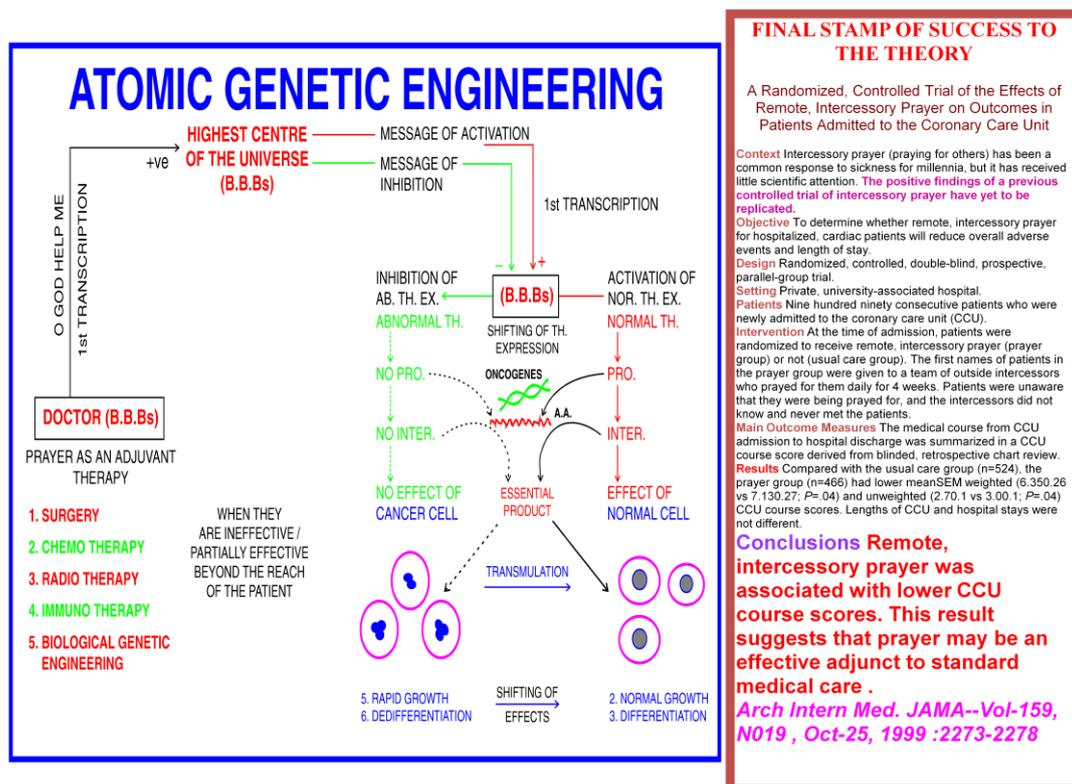 ATOMIC GENETIC ENGINEERING
HIGHEST CENTRE
OF THE UNIVERSE
(B.B.Bs)
+ve
MESSAGE OF ACTIVATION
MESSAGE OF
INHIBITION
1st TRANSCRIPTION
O GOD HELP ME
1st TRANSCRIPTION
DOCTOR (B.B.Bs)
PRAYER AS AN ADJUVANT
THERAPY
1. SURGERY
2. CHEMO THERAPY
3. RADIO THERAPY
4. IMMUNO THERAPY
5. BIOLOGICAL GENETIC
ENGINEERING
WHEN THEY
ARE INEFFECTIVE /
PARTIALLY EFFECTIVE
BEYOND THE REACH
OF THE PATIENT
– +
INHIBITION OF
AB. TH. EX.
ABNORMAL TH.
(B.B.Bs)
SHIFTING OF TH.
EXPRESSION
ACTIVATION OF
NOR. TH. EX.
NORMAL TH.
NO PRO.
ONCOGENES
PRO.
A.A.
NO INTER.
INTER.
NO EFFECT OF
CANCER CELL
ESSENTIAL
PRODUCT
EFFECT OF
NORMAL CELL
TRANSMULATION
5. RAPID GROWTH
6. DEDIFFERENTIATION
SHIFTING OF
EFFECTS
2. NORMAL GROWTH
3. DIFFERENTIATION
FINAL STAMP OF SUCCESS TO
THE THEORY
A Randomized, Controlled Trial of the Effects of
Remote, Intercessory Prayer on Outcomes in
Patients Admitted to the Coronary Care Unit
Context Intercessory prayer (praying for others) has been a
common response to sickness for millennia, but it has received
little scientific attention. The positive findings of a previous
controlled trial of intercessory prayer have yet to be
replicated.
Objective To determine whether remote, intercessory prayer
for hospitalized, cardiac patients will reduce overall adverse
events and length of stay.
Design Randomized, controlled, double-blind, prospective,
parallel-group trial.
Setting Private, university-associated hospital.
Patients Nine hundred ninety consecutive patients who were
newly admitted to the coronary care unit (CCU).
Intervention At the time of admission, patients were
randomized to receive remote, intercessory prayer (prayer
group) or not (usual care group). The first names of patients in
the prayer group were given to a team of outside intercessors
who prayed for them daily for 4 weeks. Patients were unaware
that they were being prayed for, and the intercessors did not
know and never met the patients.
Main Outcome Measures The medical course from CCU
admission to hospital discharge was summarized in a CCU
course score derived from blinded, retrospective chart review.
Results Compared with the usual care group (n=524), the
prayer group (n=466) had lower meanSEM weighted (6.350.26
vs 7.130.27; P=.04) and unweighted (2.70.1 vs 3.00.1; P=.04)
CCU course scores. Lengths of CCU and hospital stays were
not different.
Conclusions Remote,
intercessory prayer was
associated with lower CCU
course scores. This result
suggests that prayer may be an
effective adjunct to standard
medical care .
Arch Intern Med. JAMA--Vol-159,
N019 , Oct-25, 1999 :2273-2278